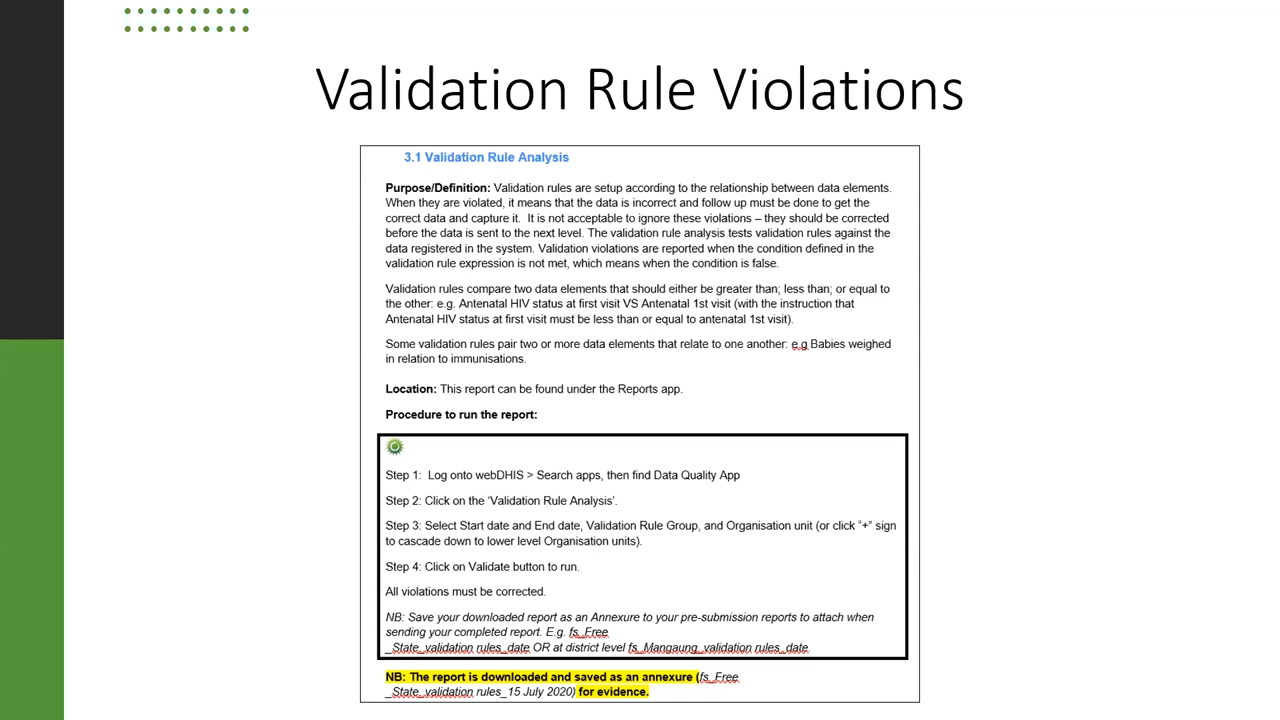 Validation Rule Violations
3.1 Validation Rule Analysis
Purpose/Definition: Validation rules are setup according to the relationship between data elements.
When they are violated, it means that the data is incorrect and follow up must be done to get the
correct data and capture it.  It is not acceptable to ignore these violations – they should be corrected
before the data is sent to the next level. The validation rule analysis tests validation rules against the
data registered in the system. Validation violations are reported when the condition defined in the
validation rule expression is not met, which means when the condition is false.
Validation rules compare two data elements that should either be greater than; less than; or equal to
the other: e.g. Antenatal HIV status at first visit VS Antenatal 1st visit (with the instruction that
Antenatal HIV status at first visit must be less than or equal to antenatal 1st visit).
Some validation rules pair two or more data elements that relate to one another: e.g Babies weighed
in relation to immunisations.
Location: This report can be found under the Reports app.
Procedure to run the report:
Step 1:  Log onto webDHIS > Search apps, then find Data Quality App
Step 2: Click on the ‘Validation Rule Analysis’.
Step 3: Select Start date and End date, Validation Rule Group, and Organisation unit (or click “+” sign
to cascade down to lower level Organisation units).
Step 4: Click on Validate button to run.
All violations must be corrected.
NB: Save your downloaded report as an Annexure to your pre-submission reports to attach when
sending your completed report. E.g. fs_Free
_State_validation rules_date OR at district level fs_Mangaung_validation rules_date.
NB: The report is downloaded and saved as an annexure (fs_Free
_State_validation rules_15 July 2020) for evidence.